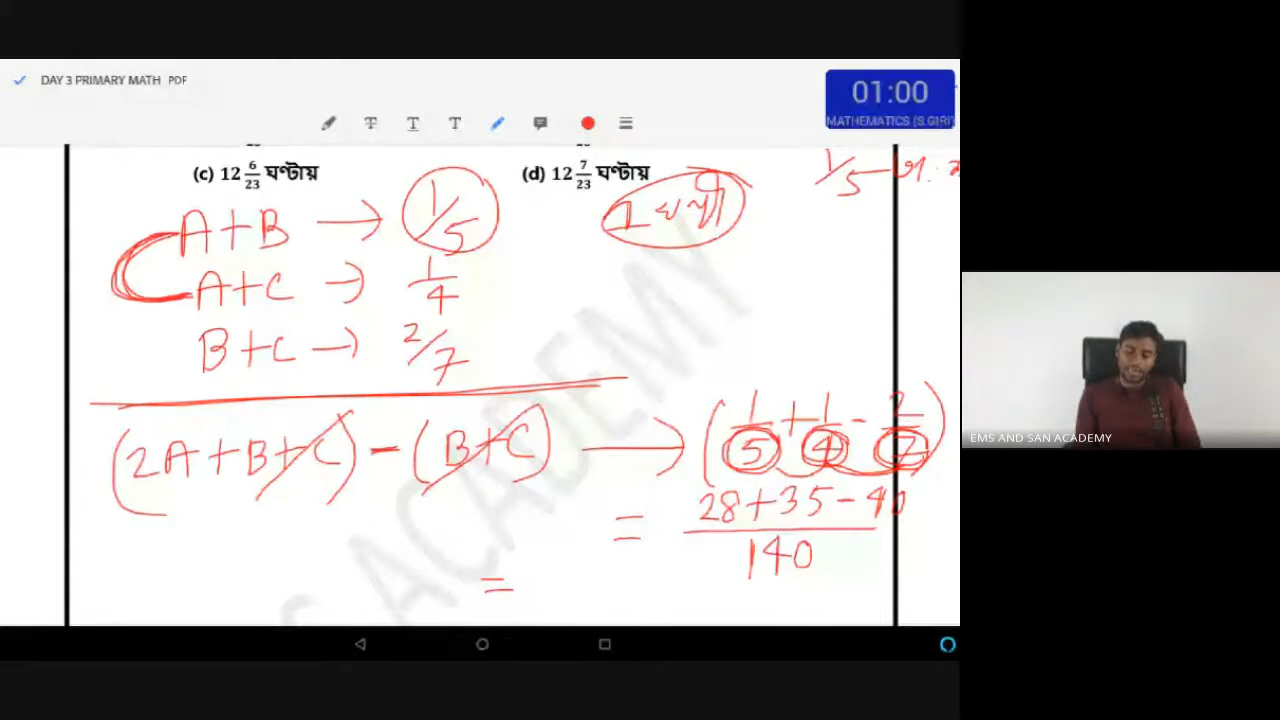 DAY 3 PRIMARY MATH PDF
01:00
MATHEMATICS (S.GIRI)
(c) 12 6/23 ঘণ্টায় (d) 12 7/23 ঘণ্টায়
1/5
A+B → 1/5
1 ঘণ্টা
A+C → 1/4
B+C → 2/7
(2A+B+C) - (B+C) → (1/5 + 1/4 - 2/7)
= 28+35-40
140
=
EMS AND SAN ACADEMY
S ACADEMY